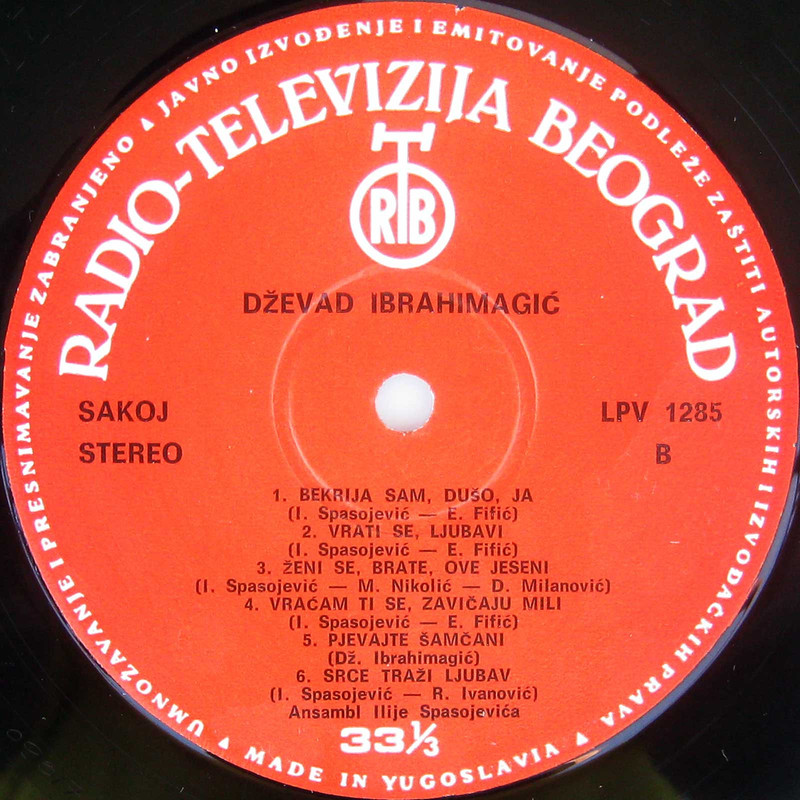 UMNOŽAVANJE I PRESNIMAVANJE ZABRANJENO ▲ JAVNO IZVOĐENJE I EMITOVANJE PODLEŽE ZAŠTITI AUTORSKIH I IZVOĐAČKIH PRAVA ▲ MADE IN YUGOSLAVIA ▲
RADIO-TELEVIZIJA BEOGRAD
RTB
DŽEVAD IBRAHIMAGIĆ
SAKOJ
LPV 1285
STEREO
B
1. BEKRIJA SAM, DUŠO, JA
(I. Spasojević — E. Fifić)
2. VRATI SE, LJUBAVI
(I. Spasojević — E. Fifić)
3. ŽENI SE, BRATE, OVE JESENI
(I. Spasojević — M. Nikolić — D. Milanović)
4. VRAĆAM TI SE, ZAVIČAJU MILI
(I. Spasojević — E. Fifić)
5. PJEVAJTE ŠAMČANI
(Dž. Ibrahimagić)
6. SRCE TRAŽI LJUBAV
(I. Spasojević — R. Ivanović)
Ansambl Ilije Spasojevića
33⅓